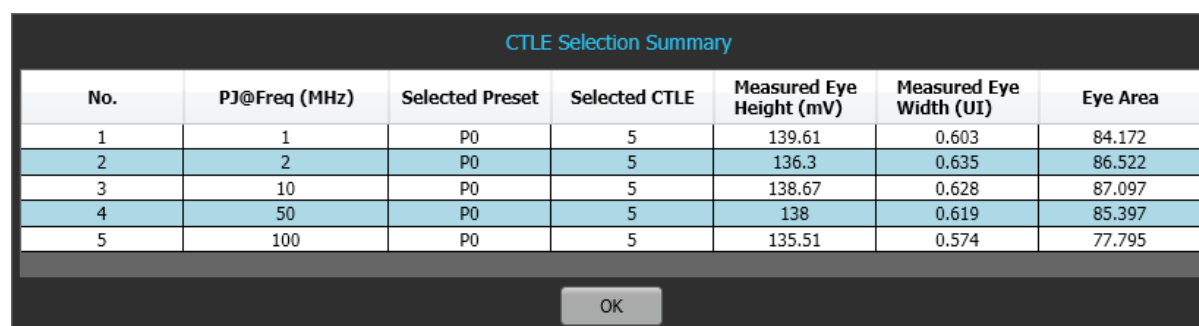 CTLE Selection Summary
No. PJ@Freq (MHz) Selected Preset Selected CTLE Measured Eye Height (mV) Measured Eye Width (UI) Eye Area
1 1 P0 5 139.61 0.603 84.172
2 2 P0 5 136.3 0.635 86.522
3 10 P0 5 138.67 0.628 87.097
4 50 P0 5 138 0.619 85.397
5 100 P0 5 135.51 0.574 77.795
OK